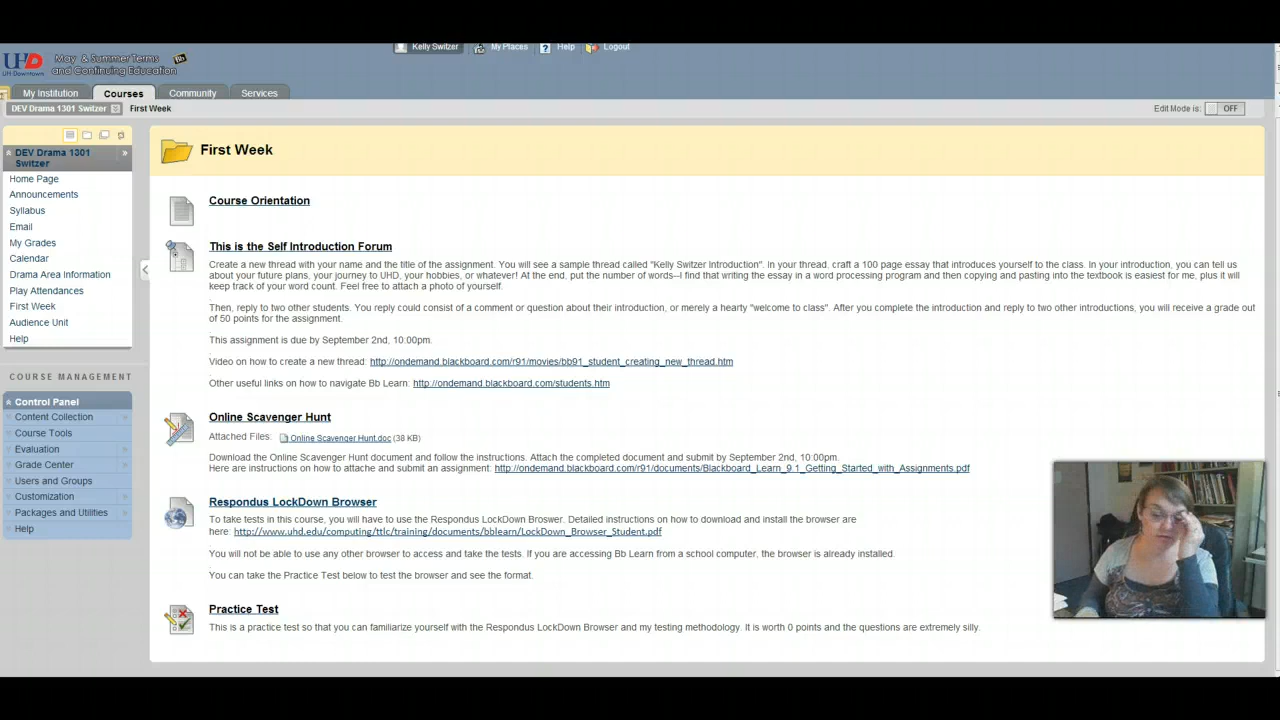 Kelly Switzer My Places Help Logout
UHD
UH Downtown
May & Summer Terms
and Continuing Education
Bb
My Institution Courses Community Services
DEV Drama 1301 Switzer First Week
Edit Mode is: OFF
DEV Drama 1301
Switzer
Home Page
Announcements
Syllabus
Email
My Grades
Calendar
Drama Area Information
Play Attendances
First Week
Audience Unit
Help
COURSE MANAGEMENT
Control Panel
Content Collection
Course Tools
Evaluation
Grade Center
Users and Groups
Customization
Packages and Utilities
Help
First Week
Course Orientation
This is the Self Introduction Forum
Create a new thread with your name and the title of the assignment. You will see a sample thread called "Kelly Switzer Introduction". In your thread, craft a 100 page essay that introduces yourself to the class. In your introduction, you can tell us
about your future plans, your journey to UHD, your hobbies, or whatever! At the end, put the number of words--I find that writing the essay in a word processing program and then copying and pasting into the textbook is easiest for me, plus it will
keep track of your word count. Feel free to attach a photo of yourself.
Then, reply to two other students. You reply could consist of a comment or question about their introduction, or merely a hearty "welcome to class". After you complete the introduction and reply to two other introductions, you will receive a grade out
of 50 points for the assignment.
This assignment is due by September 2nd, 10:00pm.
Video on how to create a new thread: http://ondemand.blackboard.com/r91/movies/bb91_student_creating_new_thread.htm
Other useful links on how to navigate Bb Learn: http://ondemand.blackboard.com/students.htm
Online Scavenger Hunt
Attached Files: Online Scavenger Hunt.doc (38 KB)
Download the Online Scavenger Hunt document and follow the instructions. Attach the completed document and submit by September 2nd, 10:00pm.
Here are instructions on how to attache and submit an assignment: http://ondemand.blackboard.com/r91/documents/Blackboard_Learn_9.1_Getting_Started_with_Assignments.pdf
Respondus LockDown Browser
To take tests in this course, you will have to use the Respondus LockDown Broswer. Detailed instructions on how to download and install the browser are
here: http://www.uhd.edu/computing/ttlc/training/documents/bblearn/LockDown_Browser_Student.pdf
You will not be able to use any other browser to access and take the tests. If you are accessing Bb Learn from a school computer, the browser is already installed.
You can take the Practice Test below to test the browser and see the format.
Practice Test
This is a practice test so that you can familiarize yourself with the Respondus LockDown Browser and my testing methodology. It is worth 0 points and the questions are extremely silly.